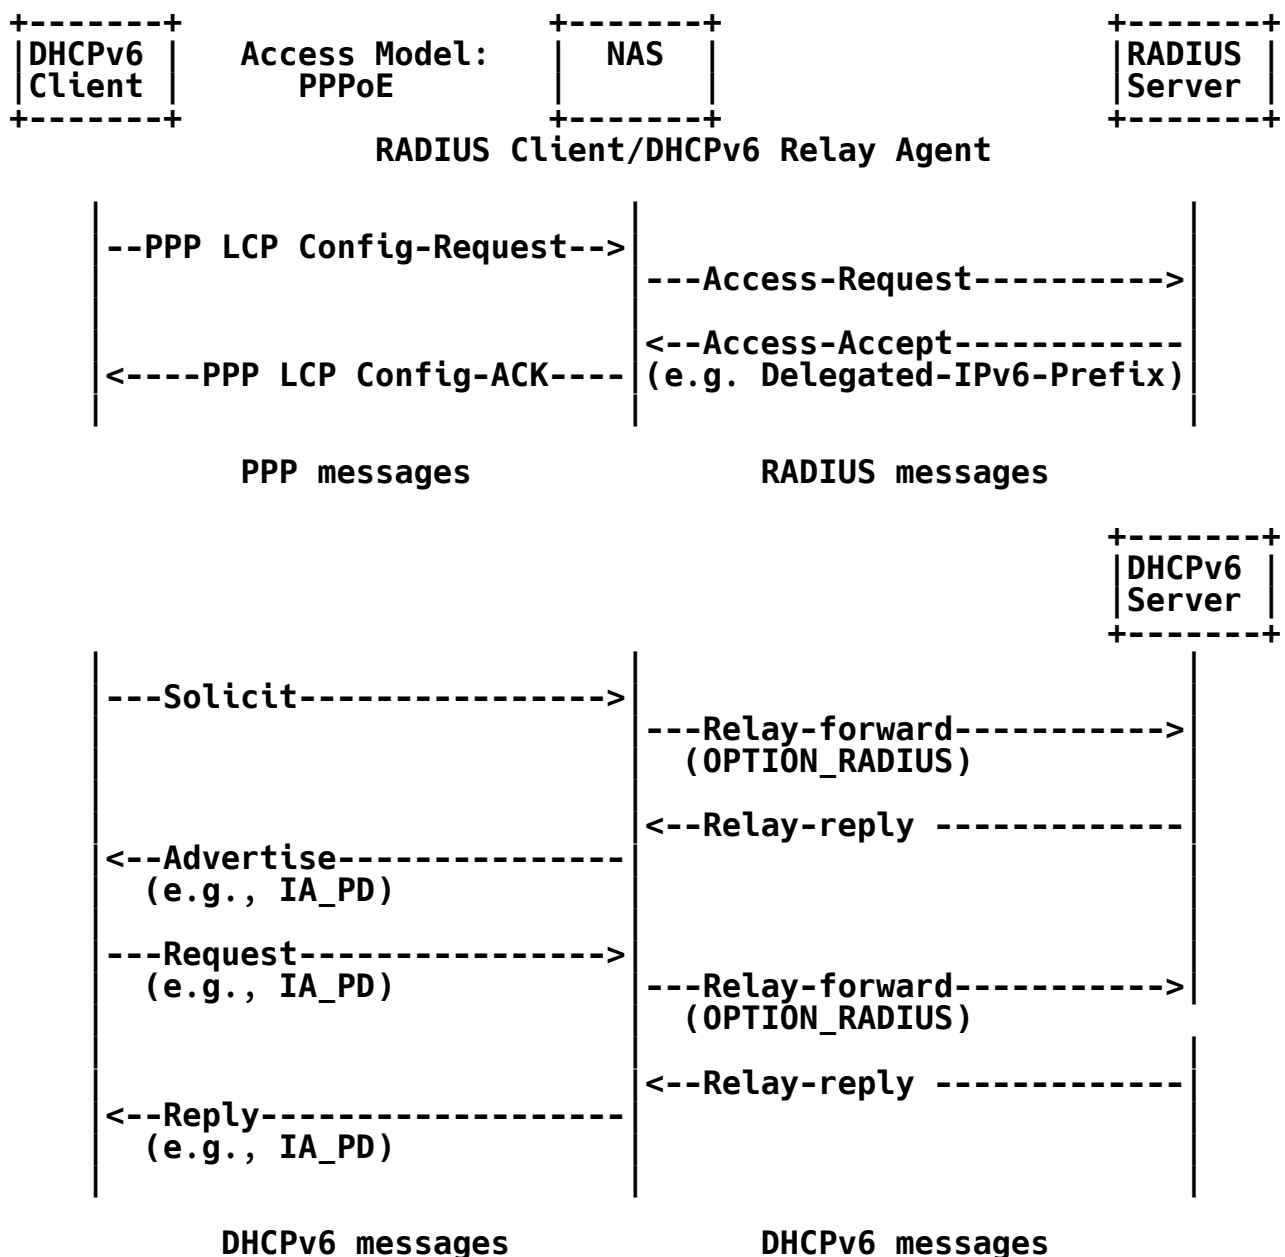 +-------+                   +-------+                    +-------+
|DHCPv6 |   Access Model:   |  NAS  |                    |RADIUS |
|Client |      PPPoE        |       |                    |Server |
+-------+                   +-------+                    +-------+
RADIUS Client/DHCPv6 Relay Agent
|--PPP LCP Config-Request-->|                            |
|                           |---Access-Request---------->|
|                           |<--Access-Accept------------|
|<----PPP LCP Config-ACK----|(e.g. Delegated-IPv6-Prefix)|
PPP messages               RADIUS messages
+-------+
|DHCPv6 |
|Server |
+-------+
|---Solicit---------------->|                            |
|                           |---Relay-forward----------->|
|                           |  (OPTION_RADIUS)           |
|                           |<--Relay-reply -------------|
|<--Advertise---------------|                            |
|  (e.g., IA_PD)            |                            |
|---Request---------------->|                            |
|  (e.g., IA_PD)            |---Relay-forward----------->|
|                           |  (OPTION_RADIUS)
|                           |<--Relay-reply -------------|
|<--Reply-------------------|                            |
|  (e.g., IA_PD)            |                            |
DHCPv6 messages             DHCPv6 messages